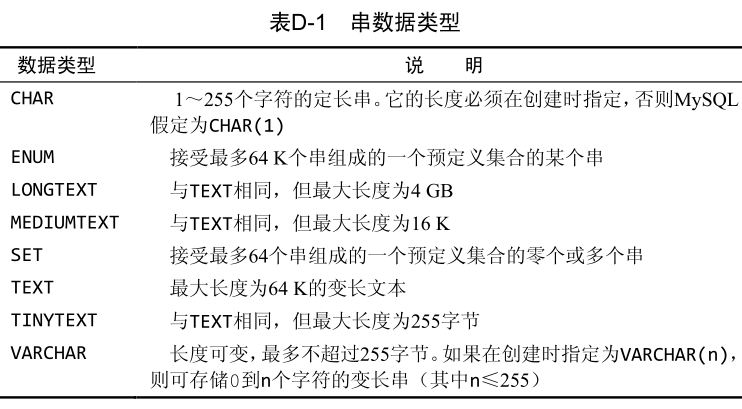 表D-1 串数据类型
数据类型 说 明
CHAR 1～255个字符的定长串。它的长度必须在创建时指定，否则MySQL
假定为CHAR(1)
ENUM 接受最多64 K个串组成的一个预定义集合的某个串
LONGTEXT 与TEXT相同，但最大长度为4 GB
MEDIUMTEXT 与TEXT相同，但最大长度为16 K
SET 接受最多64个串组成的一个预定义集合的零个或多个串
TEXT 最大长度为64 K的变长文本
TINYTEXT 与TEXT相同，但最大长度为255字节
VARCHAR 长度可变，最多不超过255字节。如果在创建时指定为VARCHAR(n)，
则可存储0到n个字符的变长串（其中n≤255）